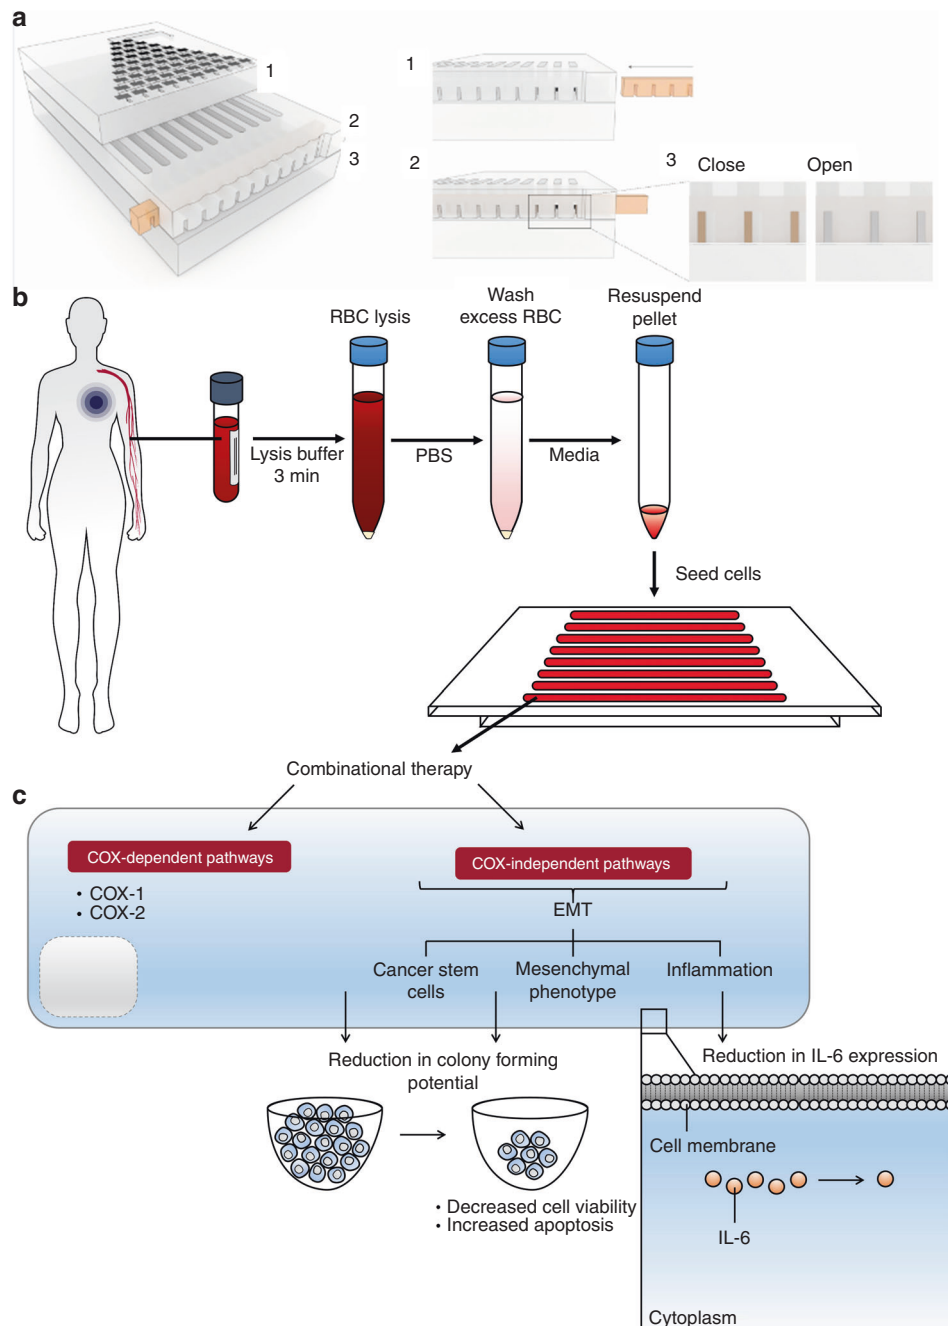 a
1
2
3
1
2
3
Close
Open
b
RBC lysis
Wash
excess RBC
Resuspend
pellet
Lysis buffer
3 min
PBS
Media
Seed cells
Combinational therapy
c
COX-dependent pathways
• COX-1
• COX-2
COX-independent pathways
EMT
Cancer stem
cells
Mesenchymal
phenotype
Inflammation
Reduction in colony forming
potential
Reduction in IL-6 expression
Cell membrane
• Decreased cell viability
• Increased apoptosis
IL-6
Cytoplasm